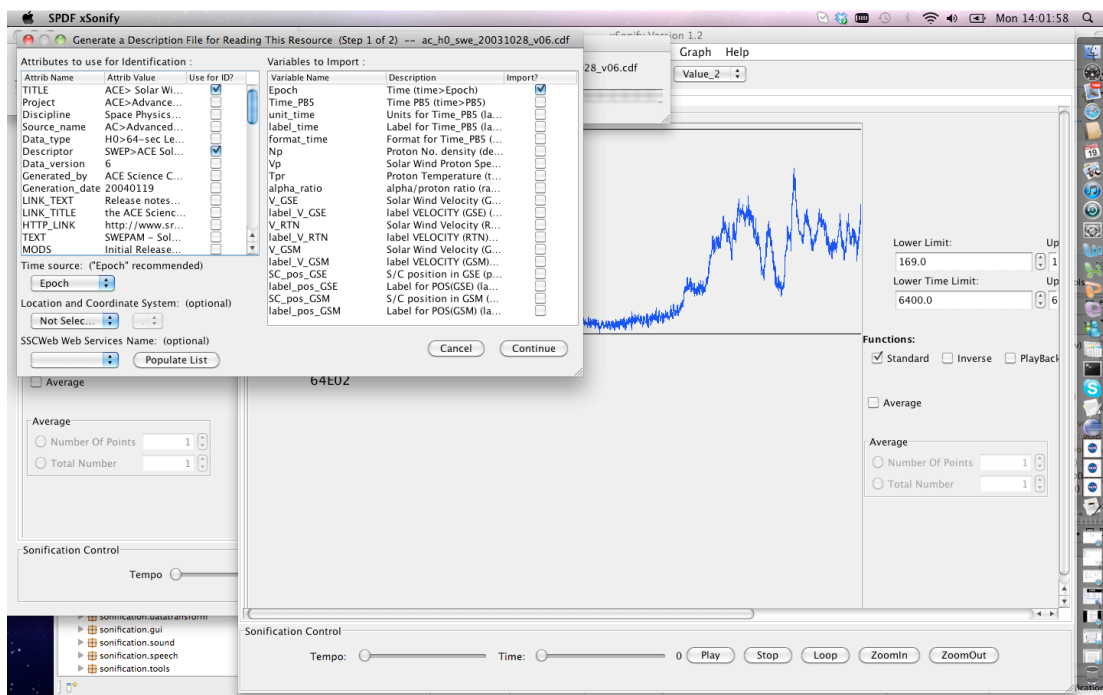 SPDF xSonify
Mon 14:01:58
Generate a Description File for Reading This Resource (Step 1 of 2) -- ac_h0_swe_20031028_v06.cdf
Version 1.2
Graph Help
28_v06.cdf
Value_2
Attributes to use for Identification :
Attrib Name Attrib Value Use for ID?
TITLE ACE> Solar Wi...
Project ACE>Advance...
Discipline Space Physics...
Source_name AC>Advanced...
Data_type H0>64-sec Le...
Descriptor SWEP>ACE Sol...
Data_version 6
Generated_by ACE Science C...
Generation_date 20040119
LINK_TEXT Release notes...
LINK_TITLE the ACE Scienc...
HTTP_LINK http://www.sr...
TEXT SWEPAM - Sol...
MODS Initial Release...
Time source: ("Epoch" recommended)
Epoch
Location and Coordinate System: (optional)
Not Selec...
SSCWeb Web Services Name: (optional)
Populate List
Variables to Import :
Variable Name Description Import?
Epoch Time (time>Epoch)
Time_PB5 Time PB5 (time>PB5)
unit_time Units for Time_PB5 (la...
label_time Label for Time_PB5 (la...
format_time Format for Time_PB5 (...
Np Proton No. density (de...
Vp Solar Wind Proton Spe...
Tpr Proton Temperature (t...
alpha_ratio alpha/proton ratio (ra...
V_GSE Solar Wind Velocity (G...
label_V_GSE label VELOCITY (GSE) (...
V_RTN Solar Wind Velocity (R...
label_V_RTN label VELOCITY (RTN)...
V_GSM Solar Wind Velocity (G...
label_V_GSM label VELOCITY (GSM)...
SC_pos_GSE S/C position in GSE (p...
label_pos_GSE Label for POS(GSE) (la...
SC_pos_GSM S/C position in GSM (...
label_pos_GSM Label for POS(GSM) (la...
Cancel Continue
64E02
Lower Limit: Up
169.0 1
Lower Time Limit: Up
6400.0 6
Functions:
Standard Inverse PlayBack
Average
Average
Number Of Points 1
Total Number 1
Average
Average
Number Of Points 1
Total Number 1
Sonification Control
Tempo
sonification.datatransform
sonification.gui
sonification.sound
sonification.speech
sonification.tools
Sonification Control
Tempo: Time: 0 Play Stop Loop ZoomIn ZoomOut